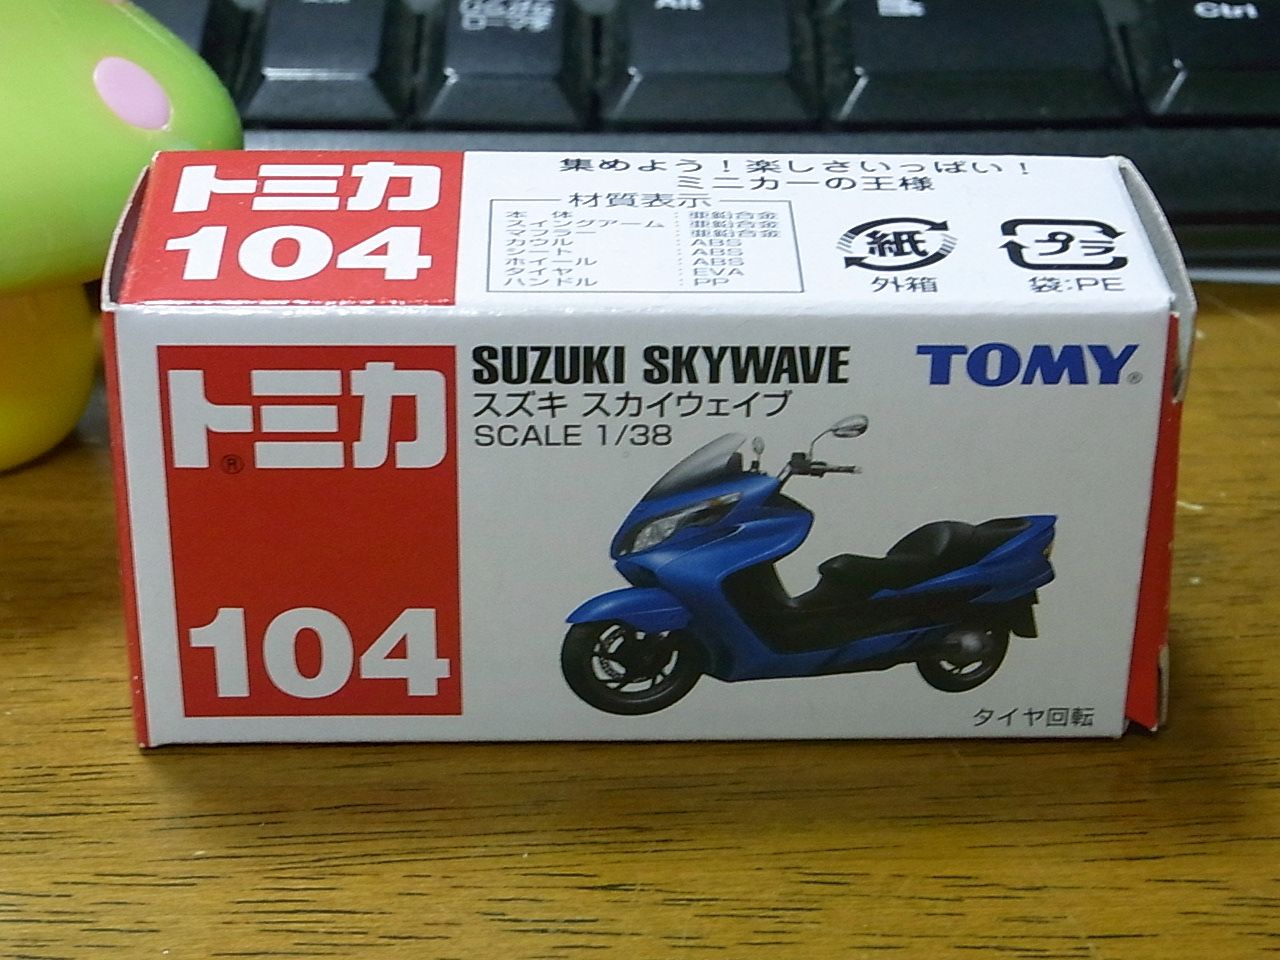 Alt
Ctrl
トミカ
104
集めよう!楽しさいっぱい!
ミニカーの王様
材質表示
本体:亜鉛合金
スイングアーム:亜鉛合金
マフラー:亜鉛合金
カウル:ABS
シート:ABS
ホイール:ABS
タイヤ:EVA
ハンドル:PP
紙
外箱
プラ
袋:PE
トミカ®
104
SUZUKI SKYWAVE
スズキ スカイウェイブ
SCALE 1/38
TOMY®
タイヤ回転